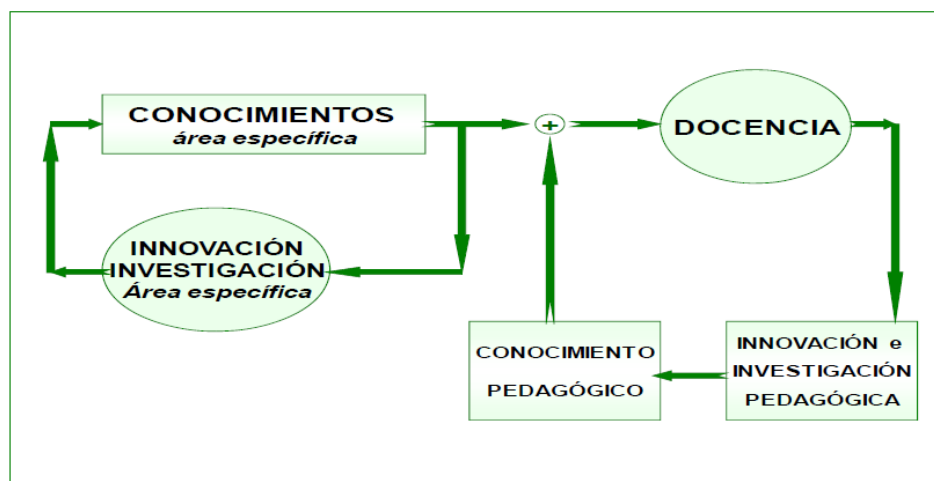 CONOCIMIENTOS
área específica
+
DOCENCIA
INNOVACIÓN
INVESTIGACIÓN
Área específica
CONOCIMIENTO
PEDAGÓGICO
INNOVACIÓN e
INVESTIGACIÓN
PEDAGÓGICA